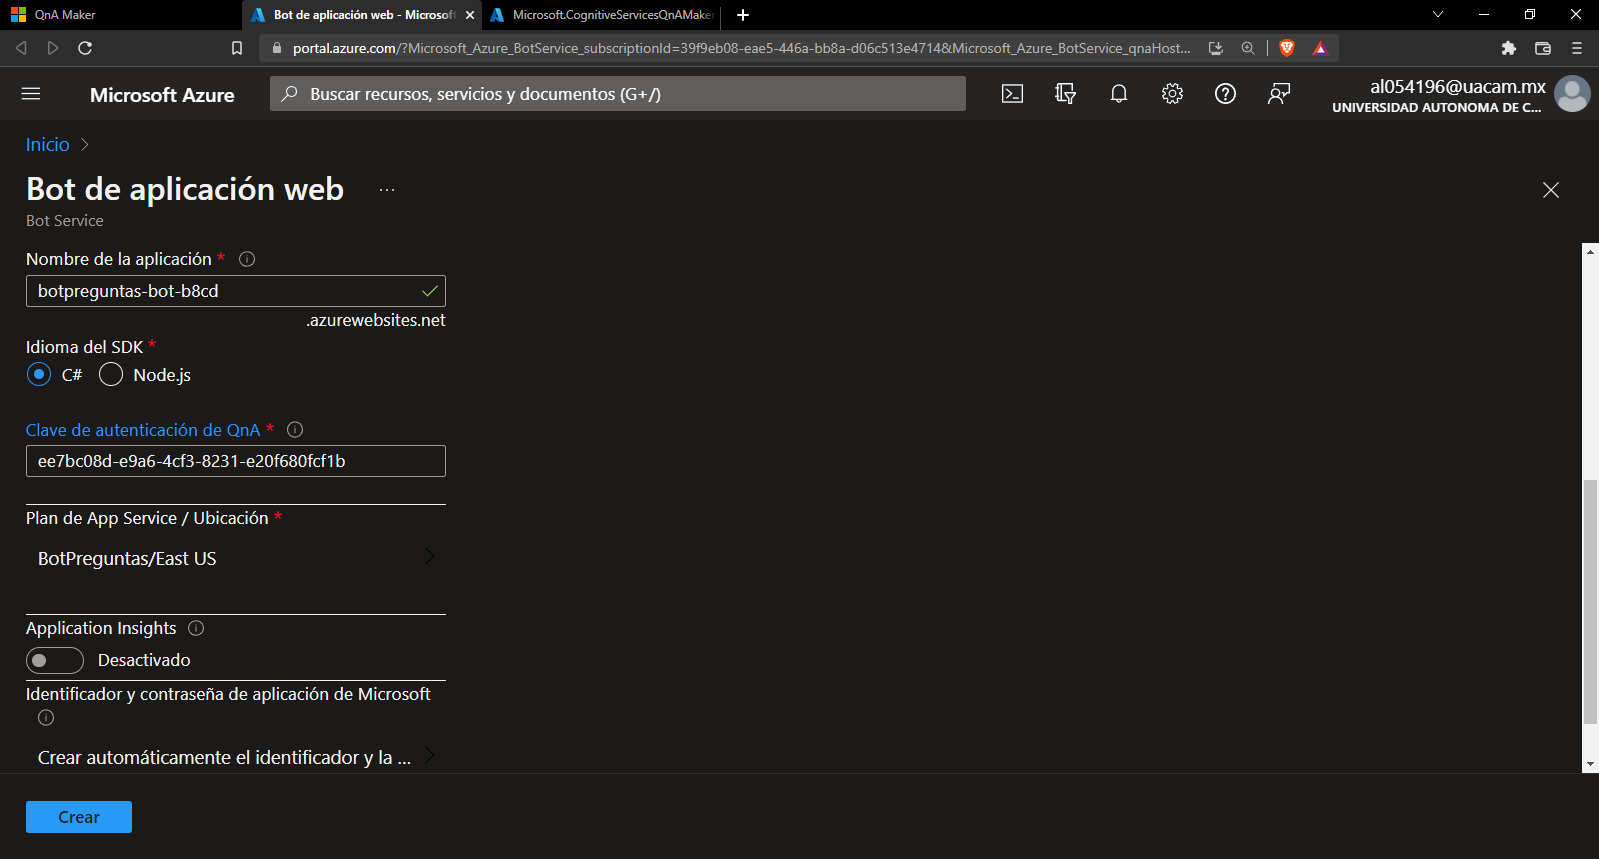 QnA Maker
Bot de aplicación web - Microsoft
Microsoft.CognitiveServicesQnAMaker
portal.azure.com/?Microsoft_Azure_BotService_subscriptionId=39f9eb08-eae5-446a-bb8a-d06c513e4714&Microsoft_Azure_BotService_qnaHost...
Microsoft Azure
Buscar recursos, servicios y documentos (G+/)
al054196@uacam.mx
UNIVERSIDAD AUTONOMA DE C...
Inicio
Bot de aplicación web
Bot Service
Nombre de la aplicación *
botpreguntas-bot-b8cd
.azurewebsites.net
Idioma del SDK *
C# Node.js
Clave de autenticación de QnA *
ee7bc08d-e9a6-4cf3-8231-e20f680fcf1b
Plan de App Service / Ubicación *
BotPreguntas/East US
Application Insights
Desactivado
Identificador y contraseña de aplicación de Microsoft
Crear automáticamente el identificador y la ...
Crear